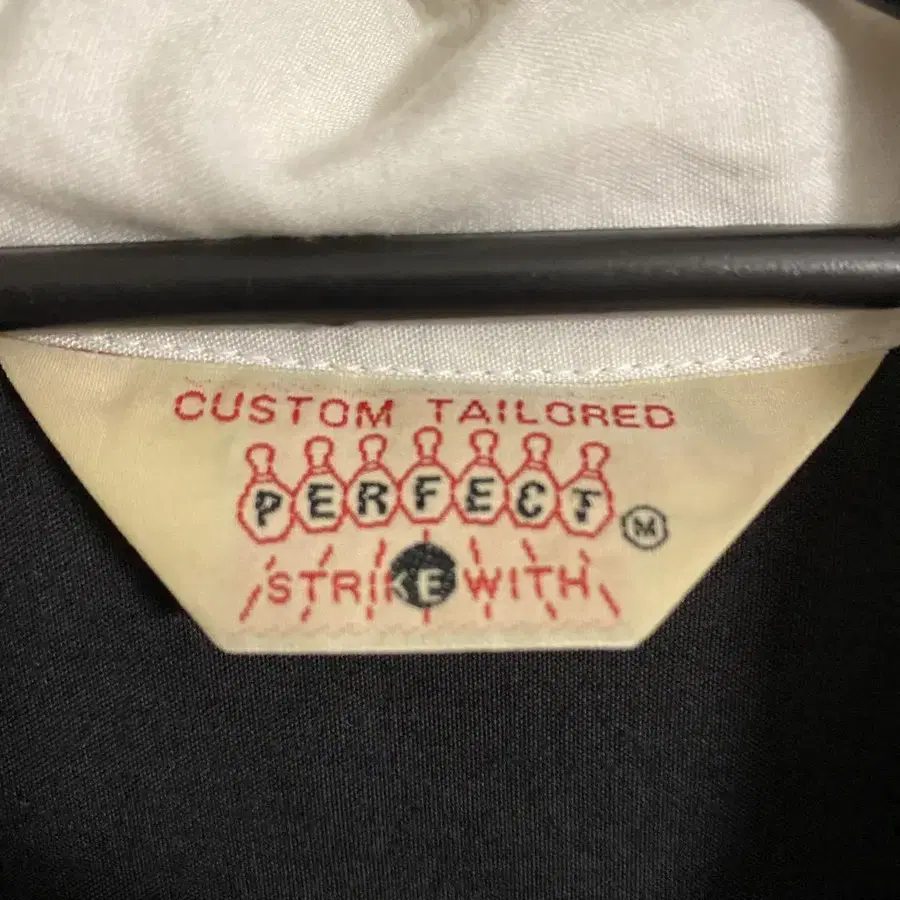 CUSTOM TAILORED
PERFECT M
STRIKE WITH